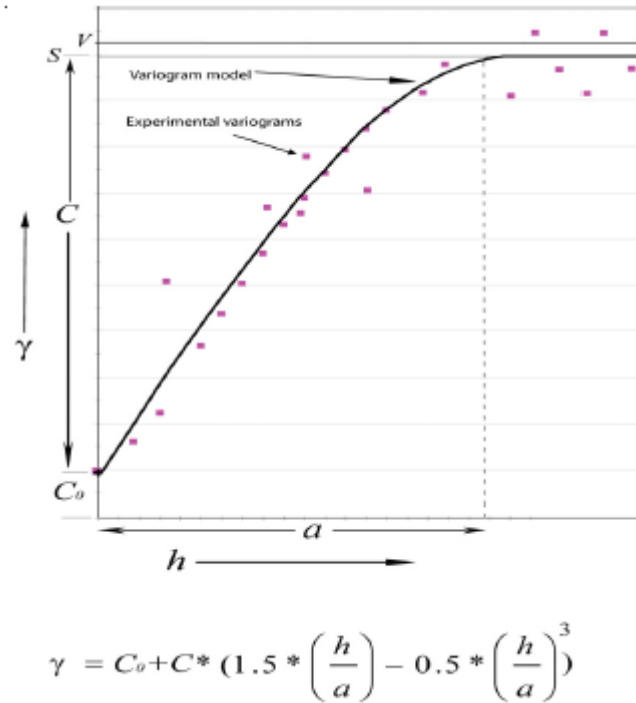 V
S
Variogram model
Experimental variograms
C
γ
C₀
a
h
γ = C₀+C* (1.5 * (h/a) − 0.5 * (h/a)³)